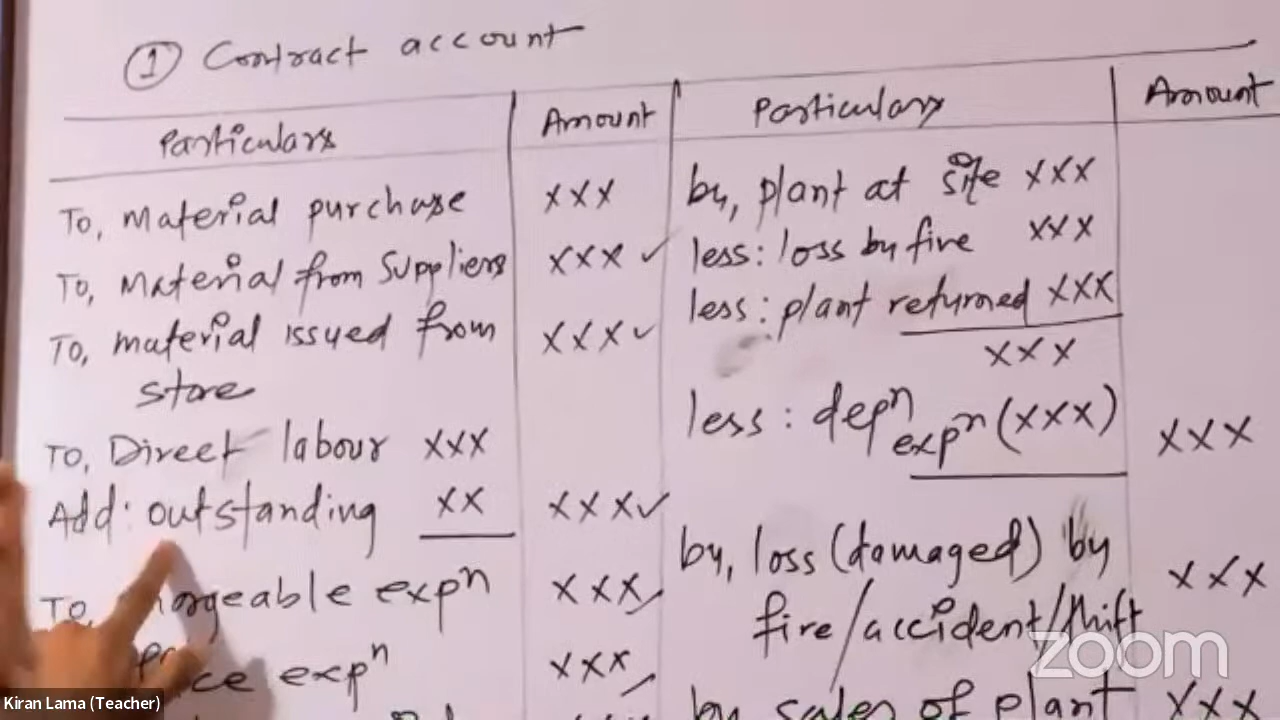 ① Contract account
Particulars
Amount
Particulars
Amount
To, Material purchase xxx
To, Material from Suppliers xxx ✓
To, material issued from xxx ✓
store
To, Direct labour xxx
Add: outstanding xx xxx ✓
To, expⁿ xxx
expⁿ xxx
by, plant at site xxx
less: loss by fire xxx
less: plant returned xxx
xxx
less: depⁿ expⁿ (xxx) xxx
by, loss (damaged) by
fire/accident/thift xxx
by sales of plant xxx
zoom
Kiran Lama (Teacher)